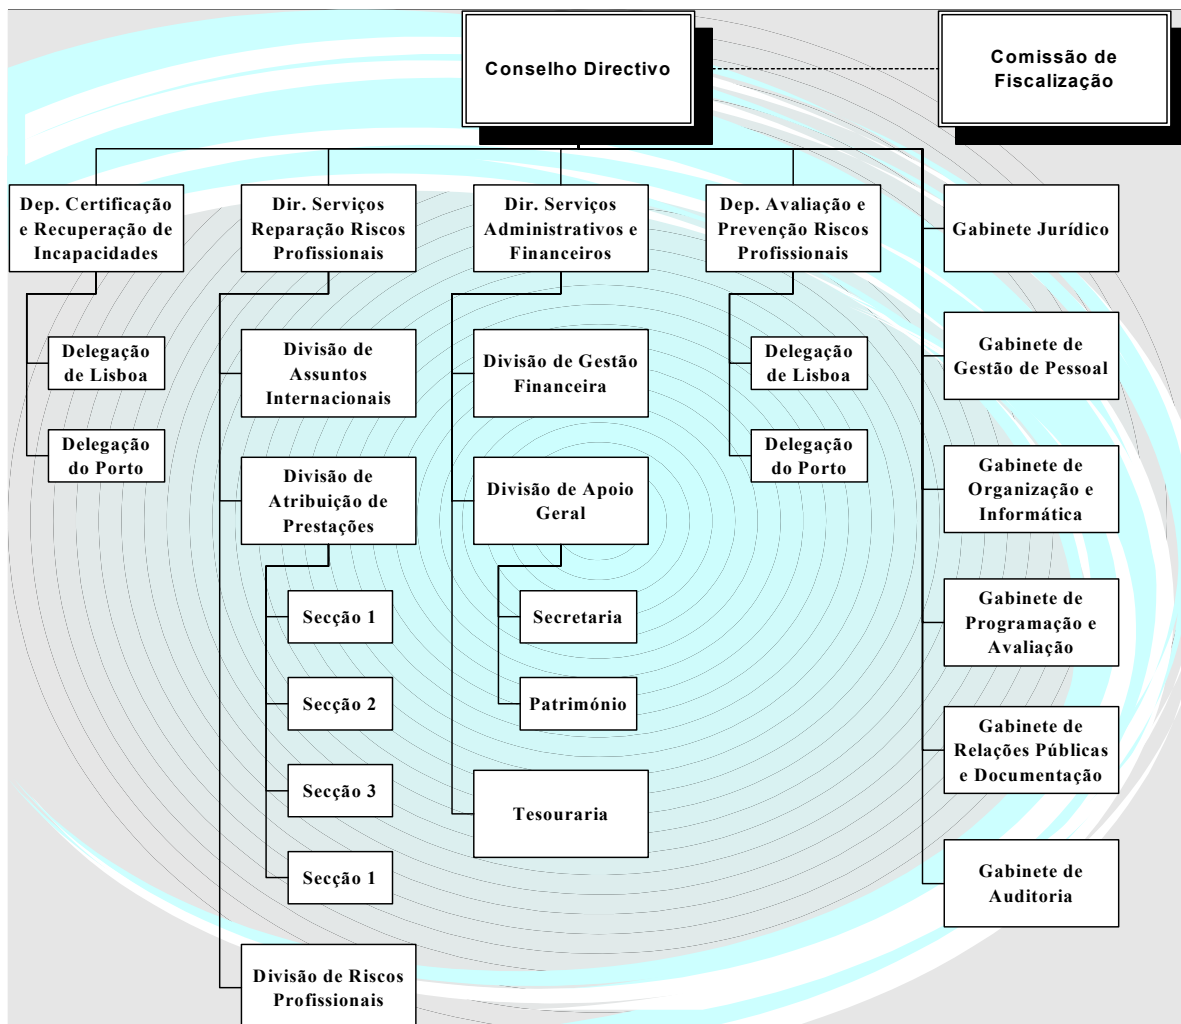 Conselho Directivo
Comissão de
Fiscalização
Dep. Certificação
e Recuperação de
Incapacidades
Dir. Serviços
Reparação Riscos
Profissionais
Dir. Serviços
Administrativos e
Financeiros
Dep. Avaliação e
Prevenção Riscos
Profissionais
Gabinete Jurídico
Delegação
de Lisboa
Delegação
do Porto
Divisão de
Assuntos
Internacionais
Divisão de
Atribuição de
Prestações
Secção 1
Secção 2
Secção 3
Secção 1
Divisão de Riscos
Profissionais
Divisão de Gestão
Financeira
Divisão de Apoio
Geral
Secretaria
Património
Tesouraria
Delegação
de Lisboa
Delegação
do Porto
Gabinete de
Gestão de Pessoal
Gabinete de
Organização e
Informática
Gabinete de
Programação e
Avaliação
Gabinete de
Relações Públicas
e Documentação
Gabinete de
Auditoria